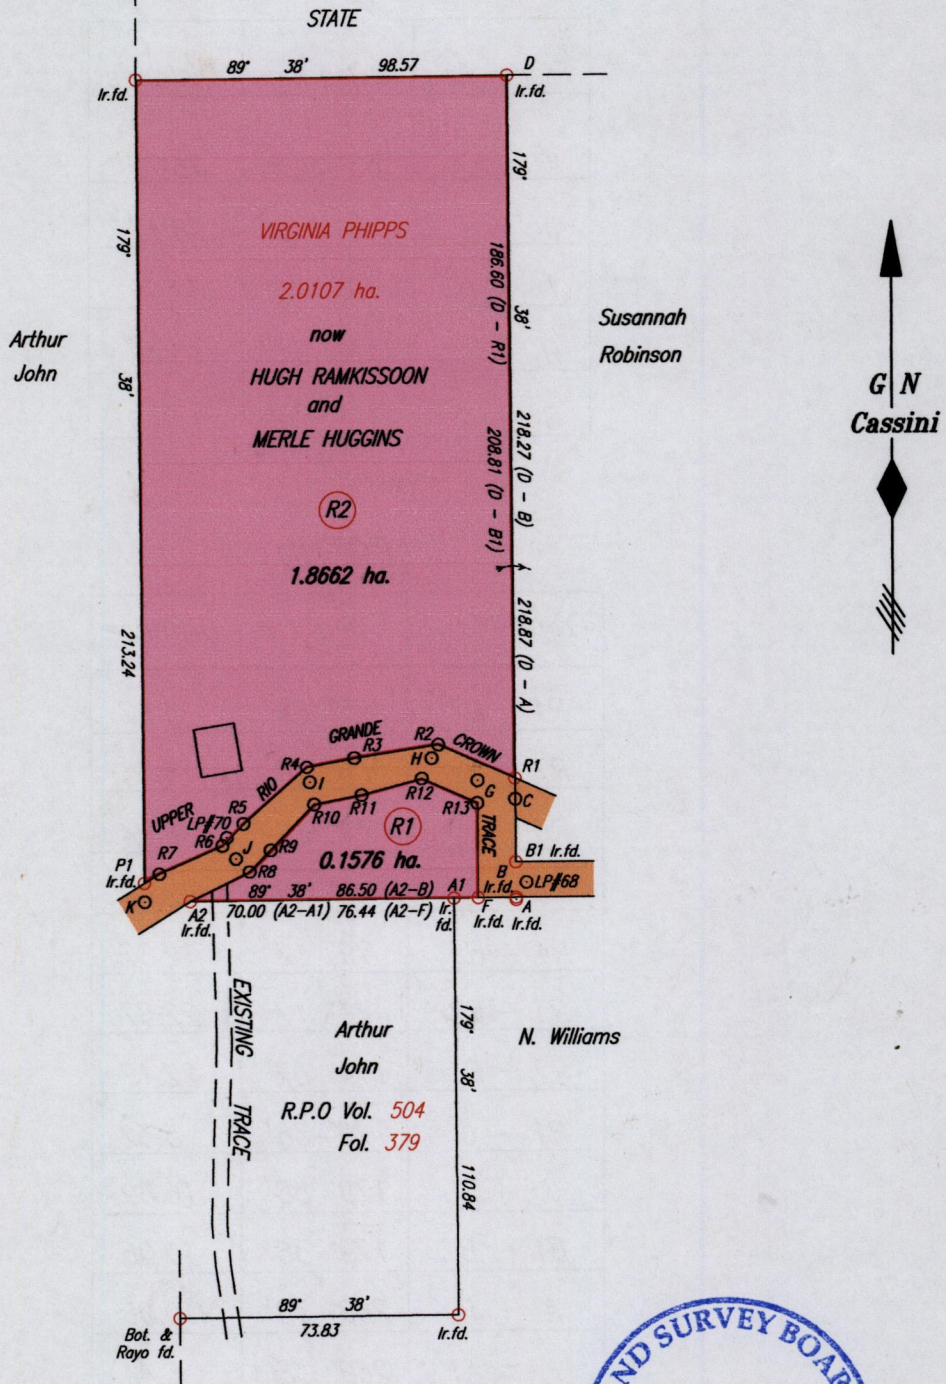 STATE
89° 38' 98.57
D
Ir.fd.
Ir.fd.
179°
179°
VIRGINIA PHIPPS
2.0107 ha.
now
HUGH RAMKISSOON
and
MERLE HUGGINS
R2
1.8662 ha.
186.60 (D - R1)
38'
208.81 (D - B1)
218.27 (D - B)
218.87 (D - A)
Arthur
John
38'
213.24
Susannah
Robinson
G N
Cassini
UPPER RIO GRANDE CROWN TRACE
R2
R3
H
R4
I
R1
G
C
R12
R13
R11
R10
R5
LP#70
R6
J
R9
R8
R7
P1
Ir.fd.
K
R1
0.1576 ha.
B1 Ir.fd.
B
Ir.fd.
LP#68
89° 38' 86.50 (A2-B)
A1
A2
70.00 (A2-A1) 76.44 (A2-F)
Ir.fd.
Ir.
fd.
F
Ir.fd.
A
Ir.fd.
EXISTING TRACE
Arthur
John
R.P.O Vol. 504
Fol. 379
179°
38'
110.84
N. Williams
89° 38'
73.83
Bot. &
Rayo fd.
Ir.fd.
ND SURVEY BOAR